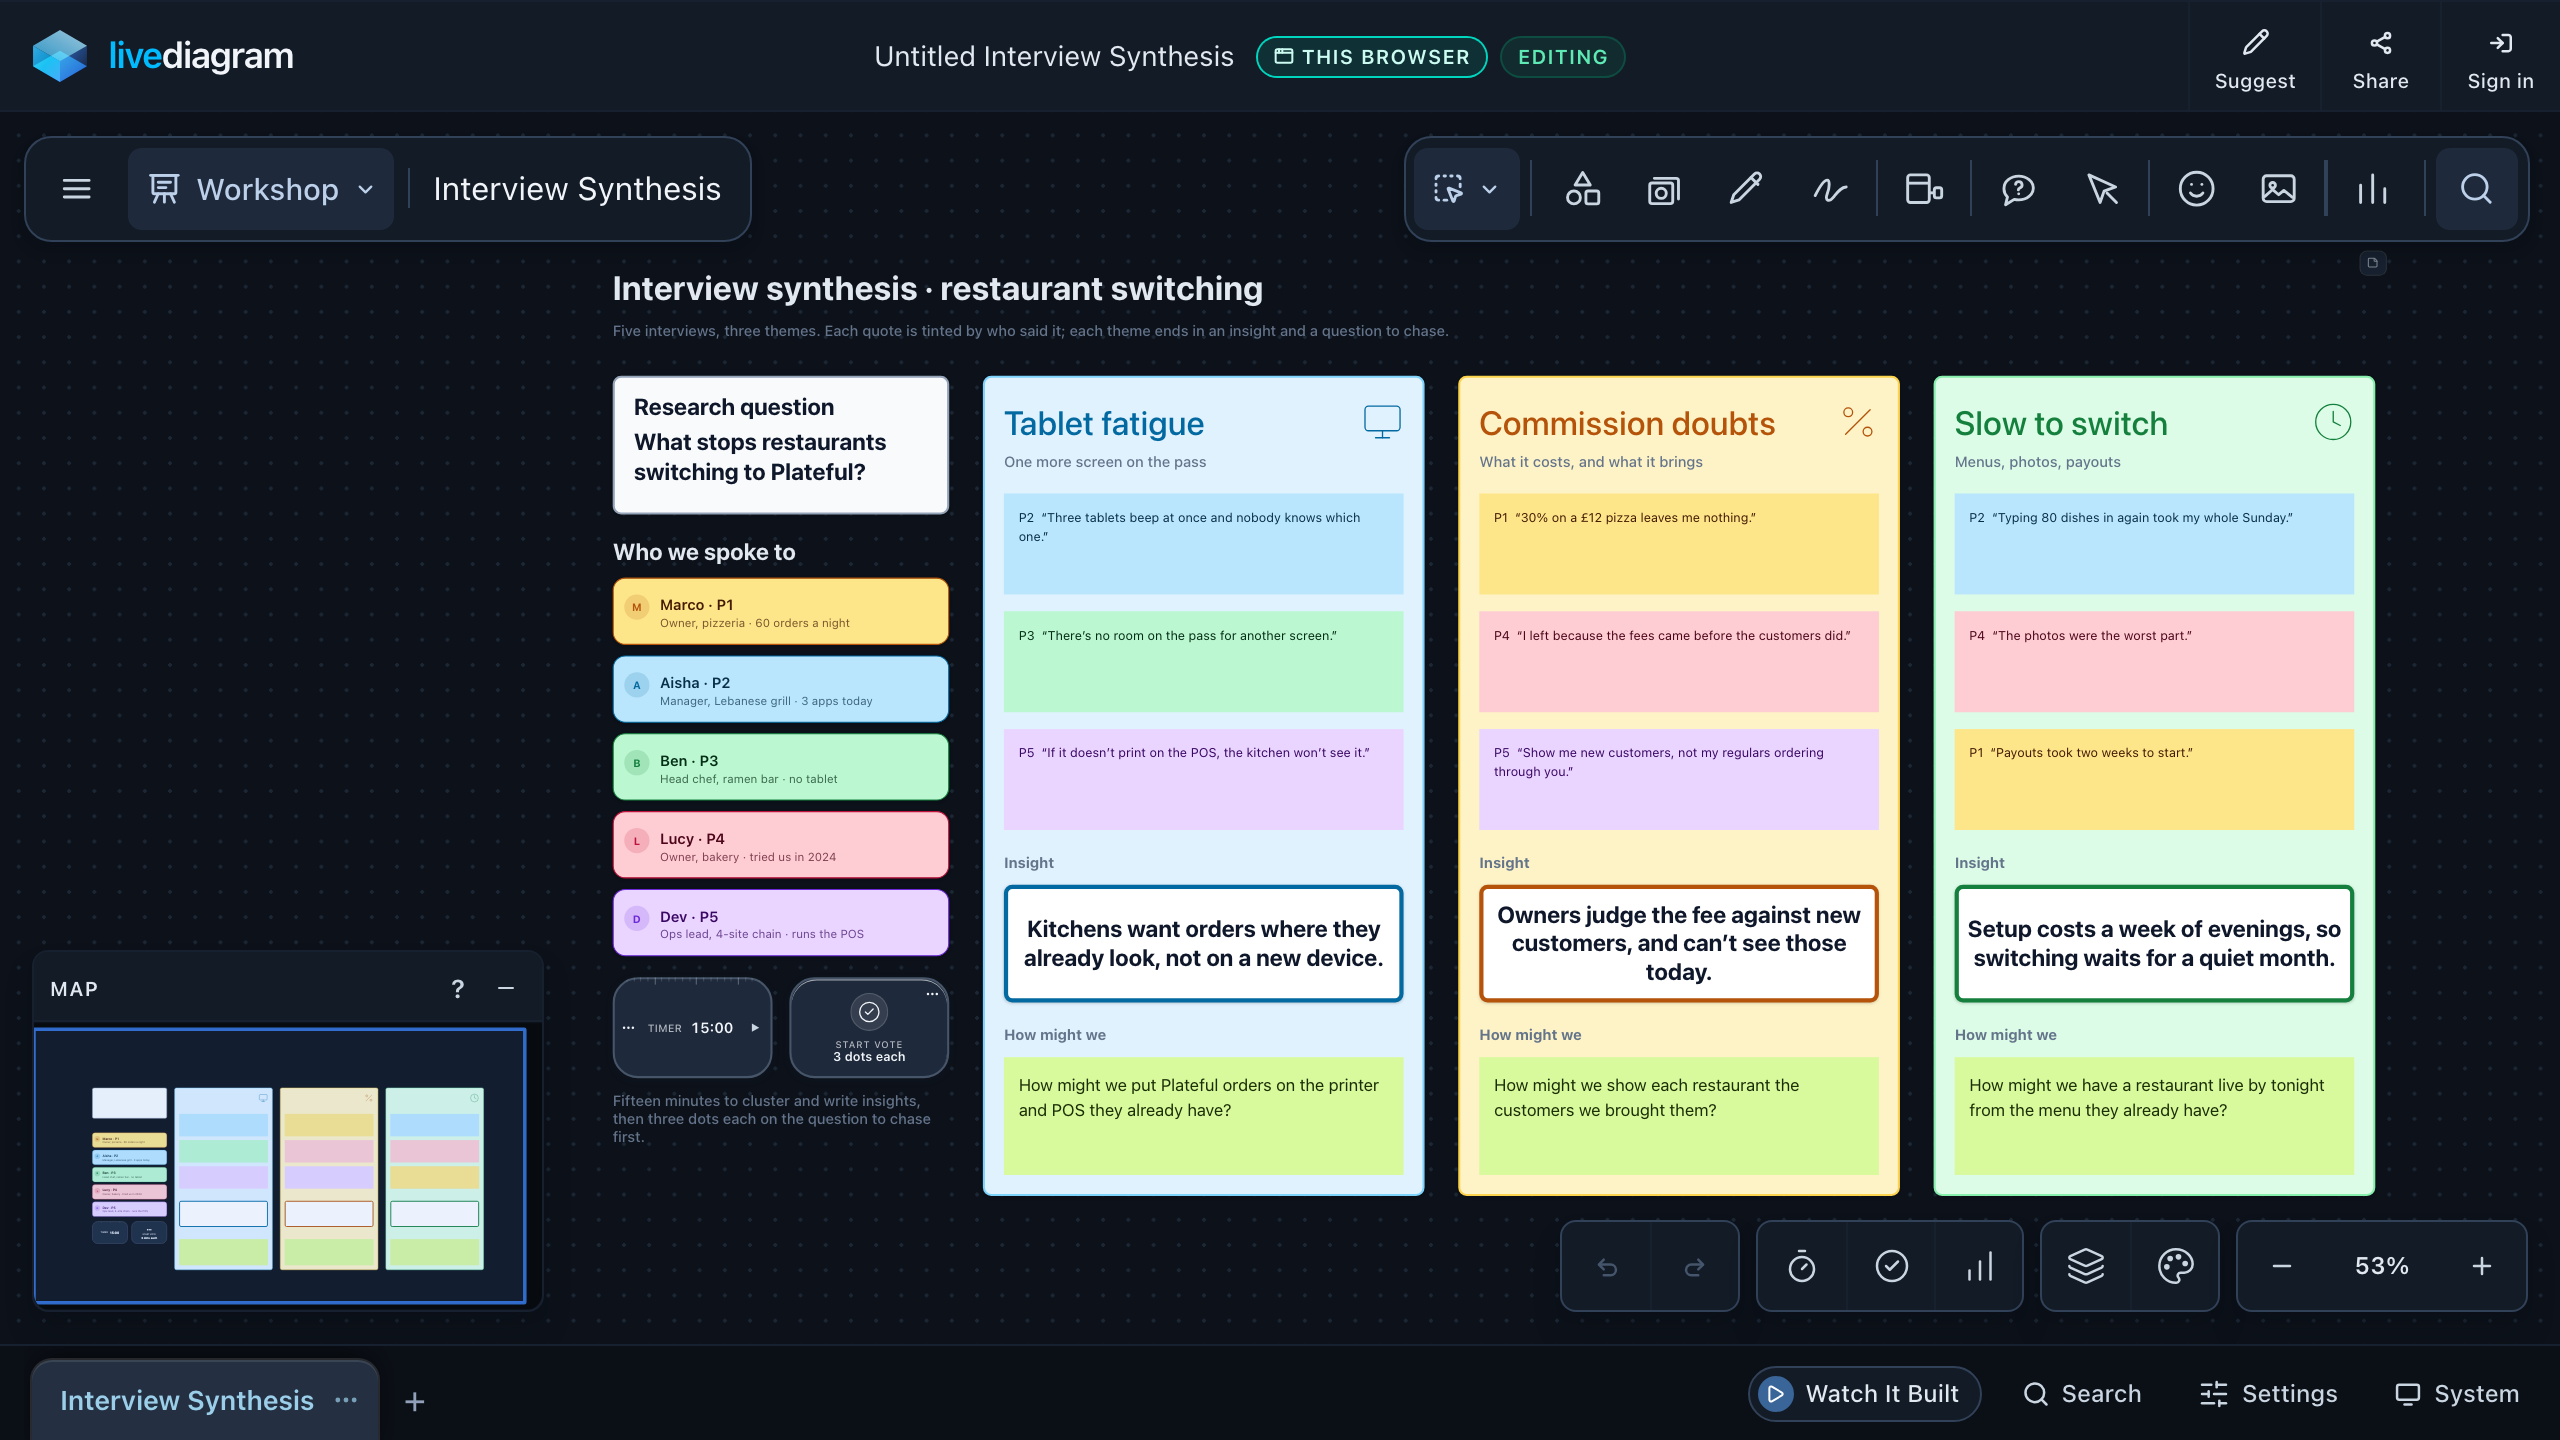 livediagram
Untitled Interview Synthesis
THIS BROWSER
EDITING
Suggest
Share
Sign in
Workshop
Interview Synthesis
Interview synthesis · restaurant switching
Five interviews, three themes. Each quote is tinted by who said it; each theme ends in an insight and a question to chase.
Research question
What stops restaurants
switching to Plateful?
Who we spoke to
M
Marco · P1
Owner, pizzeria · 60 orders a night
A
Aisha · P2
Manager, Lebanese grill · 3 apps today
B
Ben · P3
Head chef, ramen bar · no tablet
L
Lucy · P4
Owner, bakery · tried us in 2024
D
Dev · P5
Ops lead, 4-site chain · runs the POS
TIMER 15:00
START VOTE
3 dots each
Fifteen minutes to cluster and write insights,
then three dots each on the question to chase
first.
Tablet fatigue
One more screen on the pass
P2 “Three tablets beep at once and nobody knows which
one.”
P3 “There’s no room on the pass for another screen.”
P5 “If it doesn’t print on the POS, the kitchen won’t see it.”
Insight
Kitchens want orders where they
already look, not on a new device.
How might we
How might we put Plateful orders on the printer
and POS they already have?
Commission doubts
What it costs, and what it brings
P1 “30% on a £12 pizza leaves me nothing.”
P4 “I left because the fees came before the customers did.”
P5 “Show me new customers, not my regulars ordering
through you.”
Insight
Owners judge the fee against new
customers, and can’t see those
today.
How might we
How might we show each restaurant the
customers we brought them?
Slow to switch
Menus, photos, payouts
P2 “Typing 80 dishes in again took my whole Sunday.”
P4 “The photos were the worst part.”
P1 “Payouts took two weeks to start.”
Insight
Setup costs a week of evenings, so
switching waits for a quiet month.
How might we
How might we have a restaurant live by tonight
from the menu they already have?
MAP
?
53%
Interview Synthesis
Watch It Built
Search
Settings
System